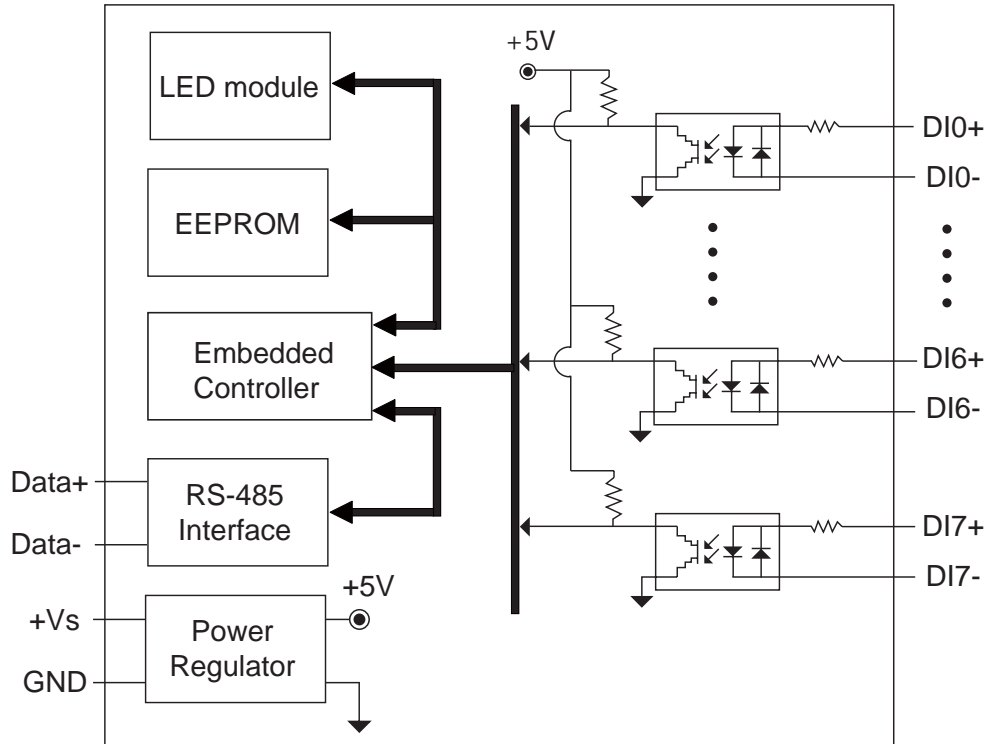 LED module
EEPROM
Embedded
Controller
RS-485
Interface
Data+
Data-
+5V
+Vs
GND
Power
Regulator
+5V
DI0+
DI0-
DI6+
DI6-
DI7+
DI7-